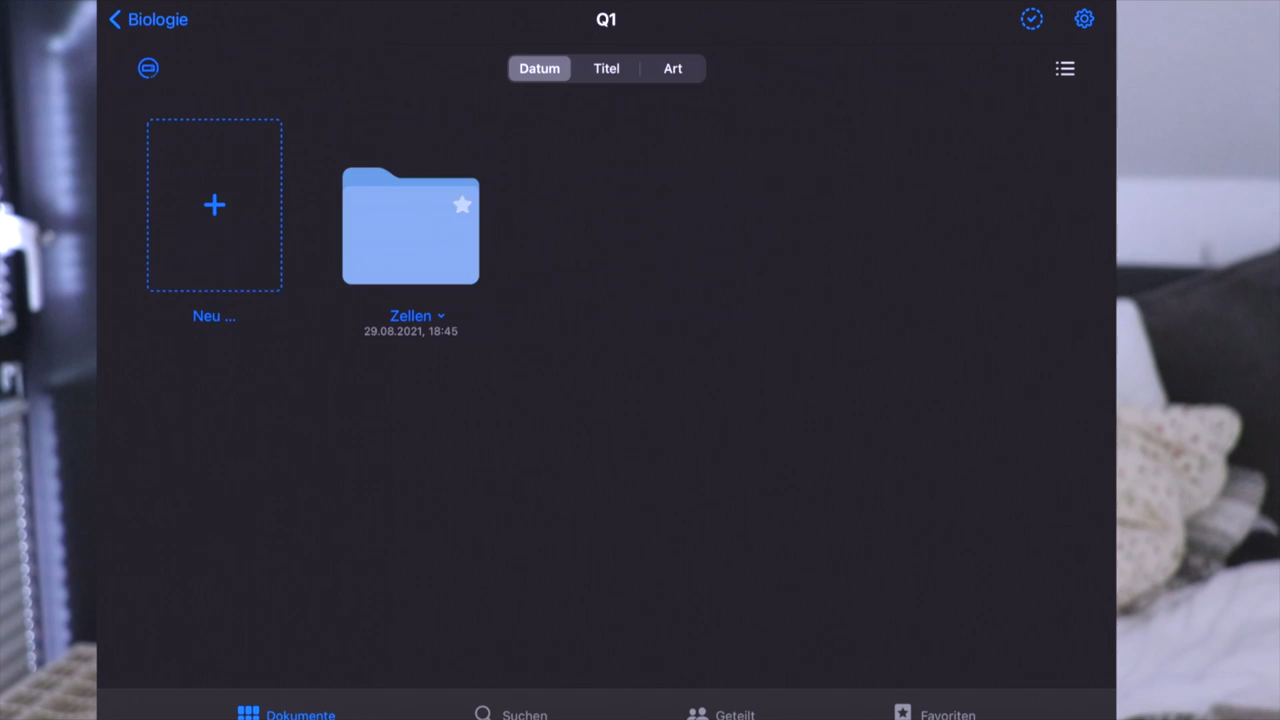 Biologie
Q1
Datum
Titel
Art
Neu ...
Zellen
29.08.2021, 18:45
Dokumente
Suchen
Geteilt
Favoriten